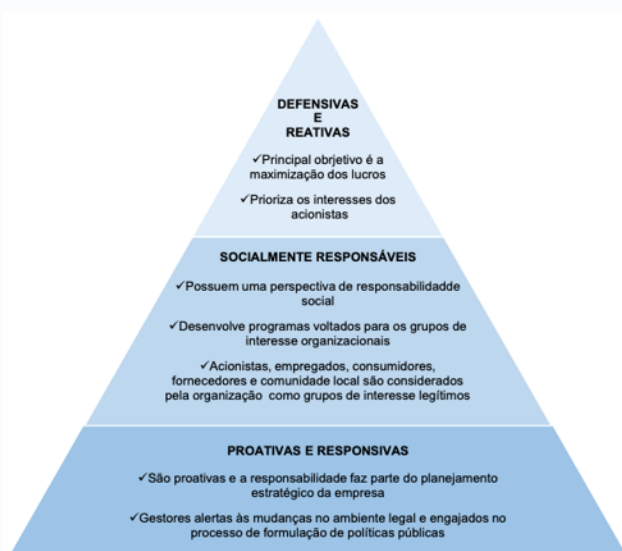 DEFENSIVAS
E
REATIVAS
✓Principal obrjetivo é a
maximização dos lucros
✓Prioriza os interesses dos
acionistas
SOCIALMENTE RESPONSÁVEIS
✓Possuem uma perspectiva de responsabilidadde
social
✓Desenvolve programas voltados para os grupos de
interesse organizacionais
✓Acionistas, empregados, consumidores,
fornecedores e comunidade local são considerados
pela organização como grupos de interesse legítimos
PROATIVAS E RESPONSIVAS
✓São proativas e a responsabilidade faz parte do planejamento
estratégico da empresa
✓Gestores alertas às mudanças no ambiente legal e engajados no
processo de formulação de políticas públicas